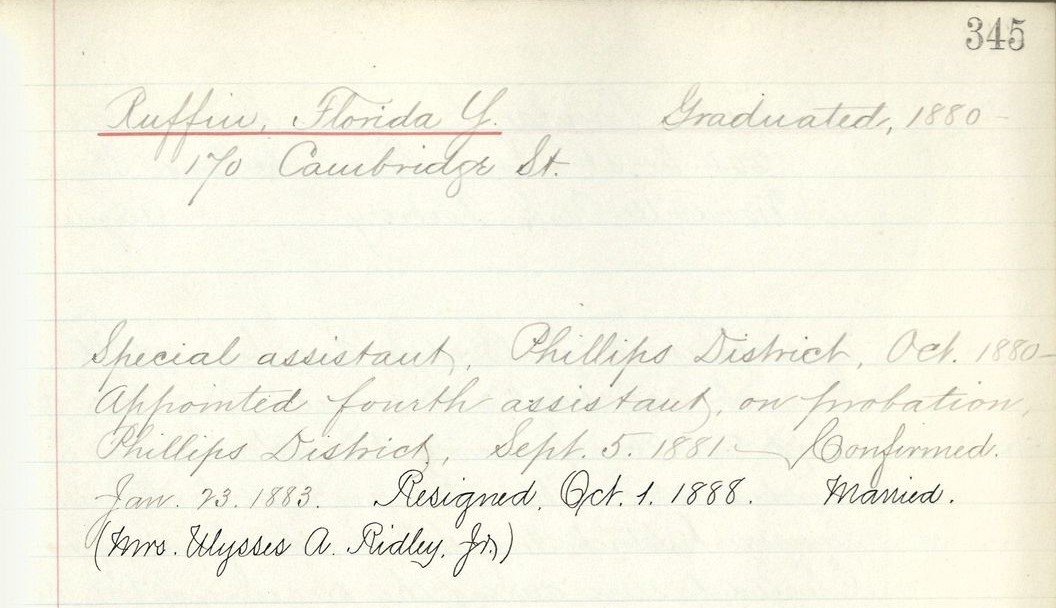 345
Ruffin, Florida Y. Graduated, 1880-
170 Cambridge St.
Special assistant, Phillips District, Oct. 1880-
Appointed fourth assistant, on probation,
Phillips District, Sept. 5. 1881- Confirmed.
Jan. 23. 1883. Resigned, Oct. 1. 1888. Married.
(Mrs. Ulysses A. Ridley, Jr.)